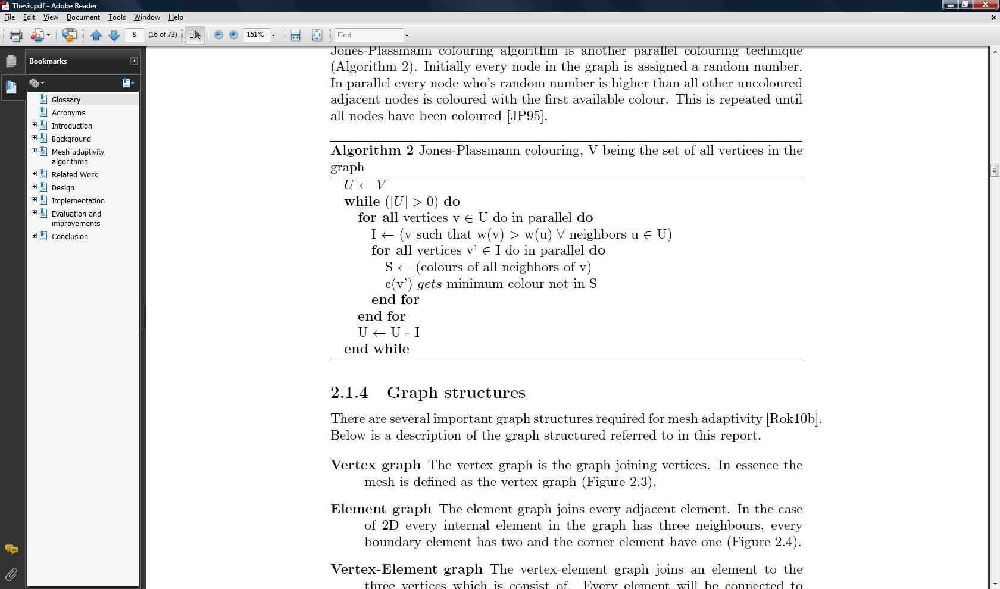 Thesis.pdf - Adobe Reader
File Edit View Document Tools Window Help
8 (16 of 73) 151% Find
Bookmarks
Glossary
Acronyms
Introduction
Background
Mesh adaptivity
algorithms
Related Work
Design
Implementation
Evaluation and
improvements
Conclusion
Jones-Plassmann colouring algorithm is another parallel colouring technique
(Algorithm 2). Initially every node in the graph is assigned a random number.
In parallel every node who's random number is higher than all other uncoloured
adjacent nodes is coloured with the first available colour. This is repeated until
all nodes have been coloured [JP95].
Algorithm 2 Jones-Plassmann colouring, V being the set of all vertices in the
graph
U ← V
while (|U| > 0) do
for all vertices v ∈ U do in parallel do
I ← (v such that w(v) > w(u) ∀ neighbors u ∈ U)
for all vertices v' ∈ I do in parallel do
S ← (colours of all neighbors of v)
c(v') gets minimum colour not in S
end for
end for
U ← U - I
end while
2.1.4 Graph structures
There are several important graph structures required for mesh adaptivity [Rok10b].
Below is a description of the graph structured referred to in this report.
Vertex graph The vertex graph is the graph joining vertices. In essence the
mesh is defined as the vertex graph (Figure 2.3).
Element graph The element graph joins every adjacent element. In the case
of 2D every internal element in the graph has three neighbours, every
boundary element has two and the corner element have one (Figure 2.4).
Vertex-Element graph The vertex-element graph joins an element to the
three vertices which is consist of. Every element will be connected to